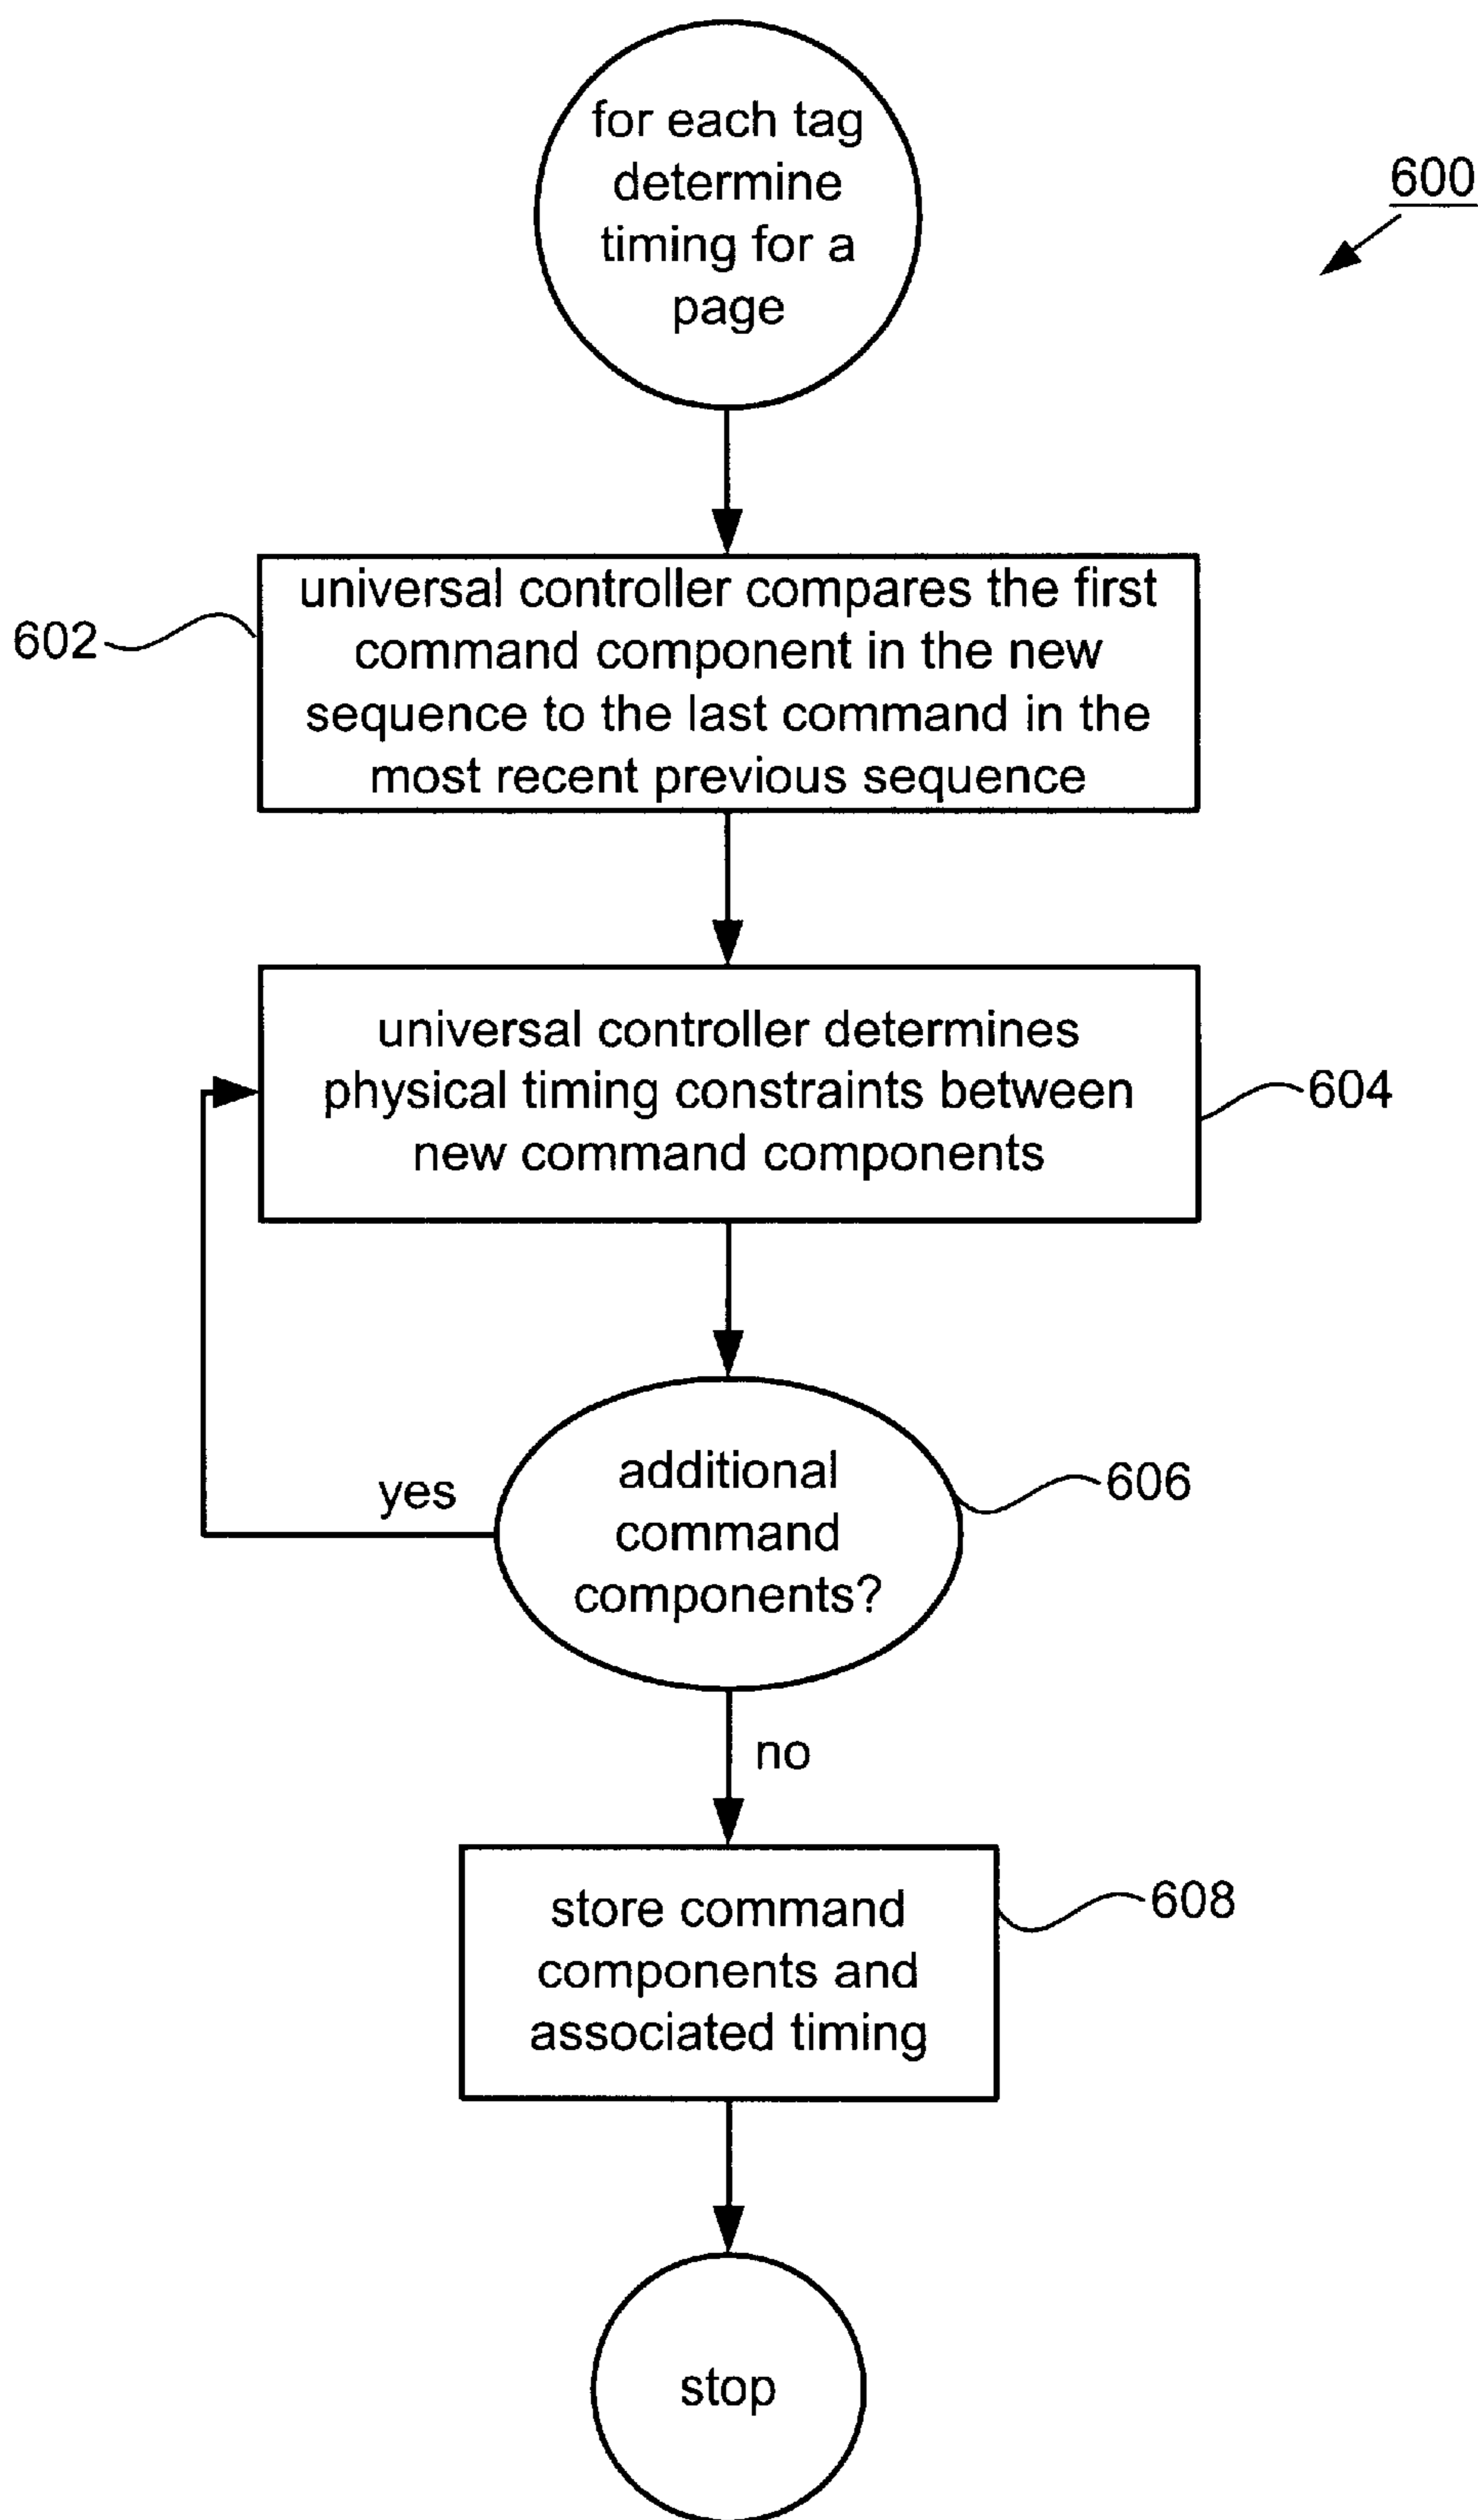 for each tag
determine
timing for a
page
600
universal controller compares the first
command component in the new
sequence to the last command in the
most recent previous sequence
602
universal controller determines
physical timing constraints between
new command components
604
additional
command
components?
606
yes
no
store command
components and
associated timing
608
stop